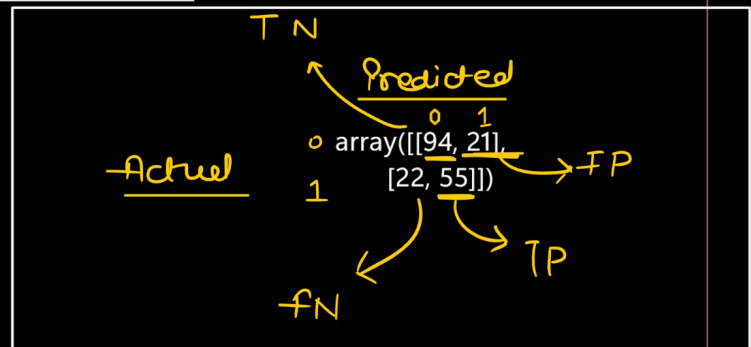 TN
Predicted
0 1
0 array([[94, 21],
FP
Actual
1 [22, 55]])
TP
fN